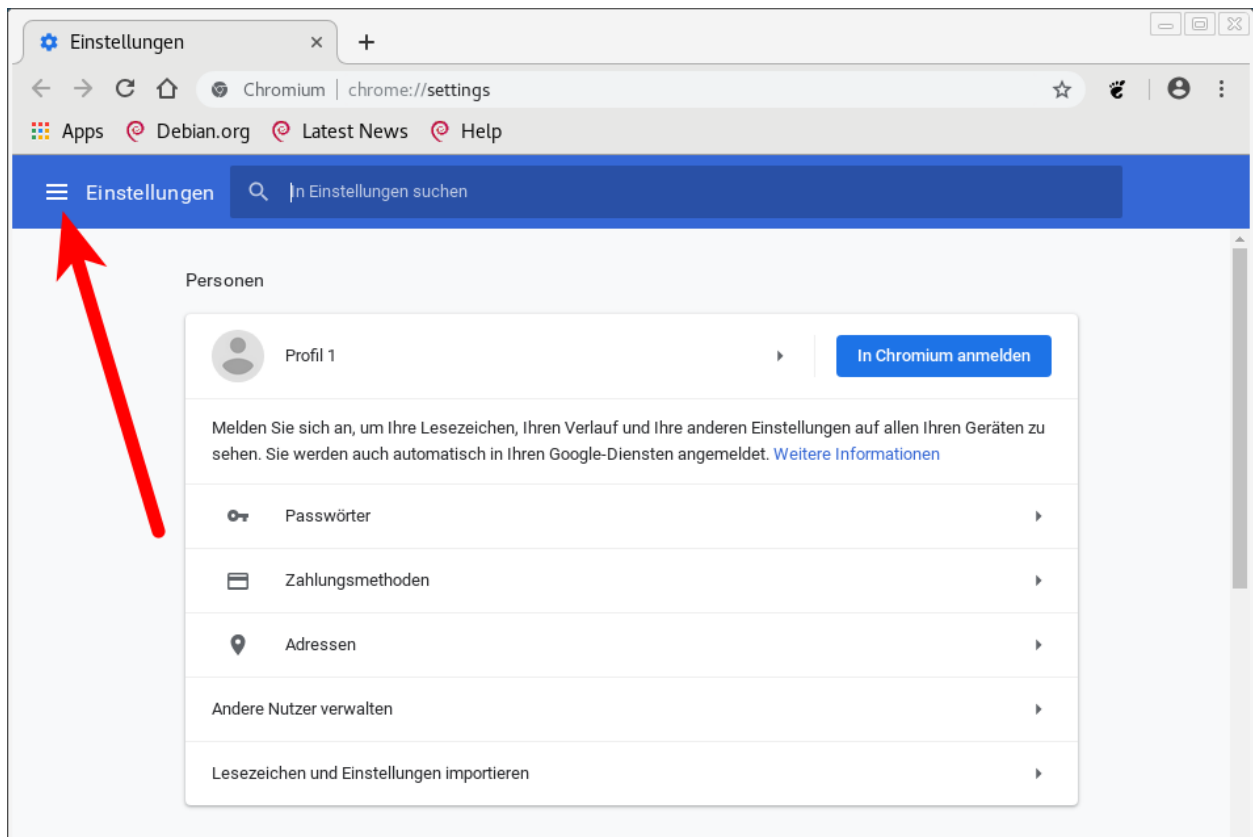 Einstellungen
Chromium | chrome://settings
Apps Debian.org Latest News Help
Einstellungen In Einstellungen suchen
Personen
Profil 1 In Chromium anmelden
Melden Sie sich an, um Ihre Lesezeichen, Ihren Verlauf und Ihre anderen Einstellungen auf allen Ihren Geräten zu
sehen. Sie werden auch automatisch in Ihren Google-Diensten angemeldet. Weitere Informationen
Passwörter
Zahlungsmethoden
Adressen
Andere Nutzer verwalten
Lesezeichen und Einstellungen importieren